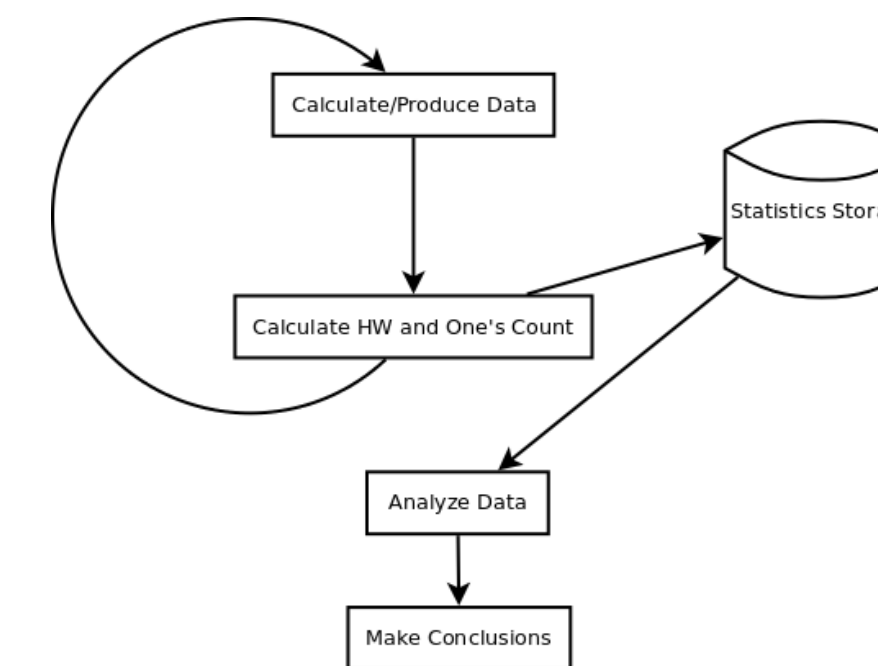 Calculate/Produce Data
Statistics
Calculate HW and One's Count
Analyze Data
Make Conclusions